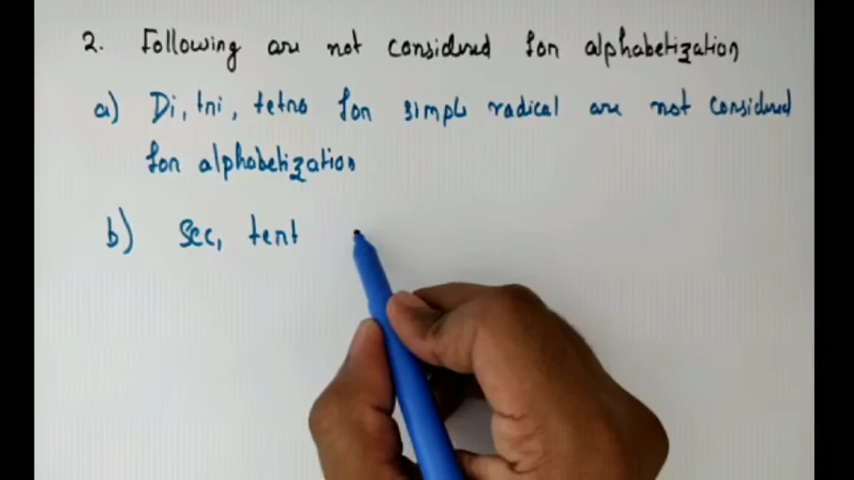 2. Following are not considered for alphabetization
a) Di, tri, tetra for simple radical are not considered
for alphabetization
b) Sec, tert